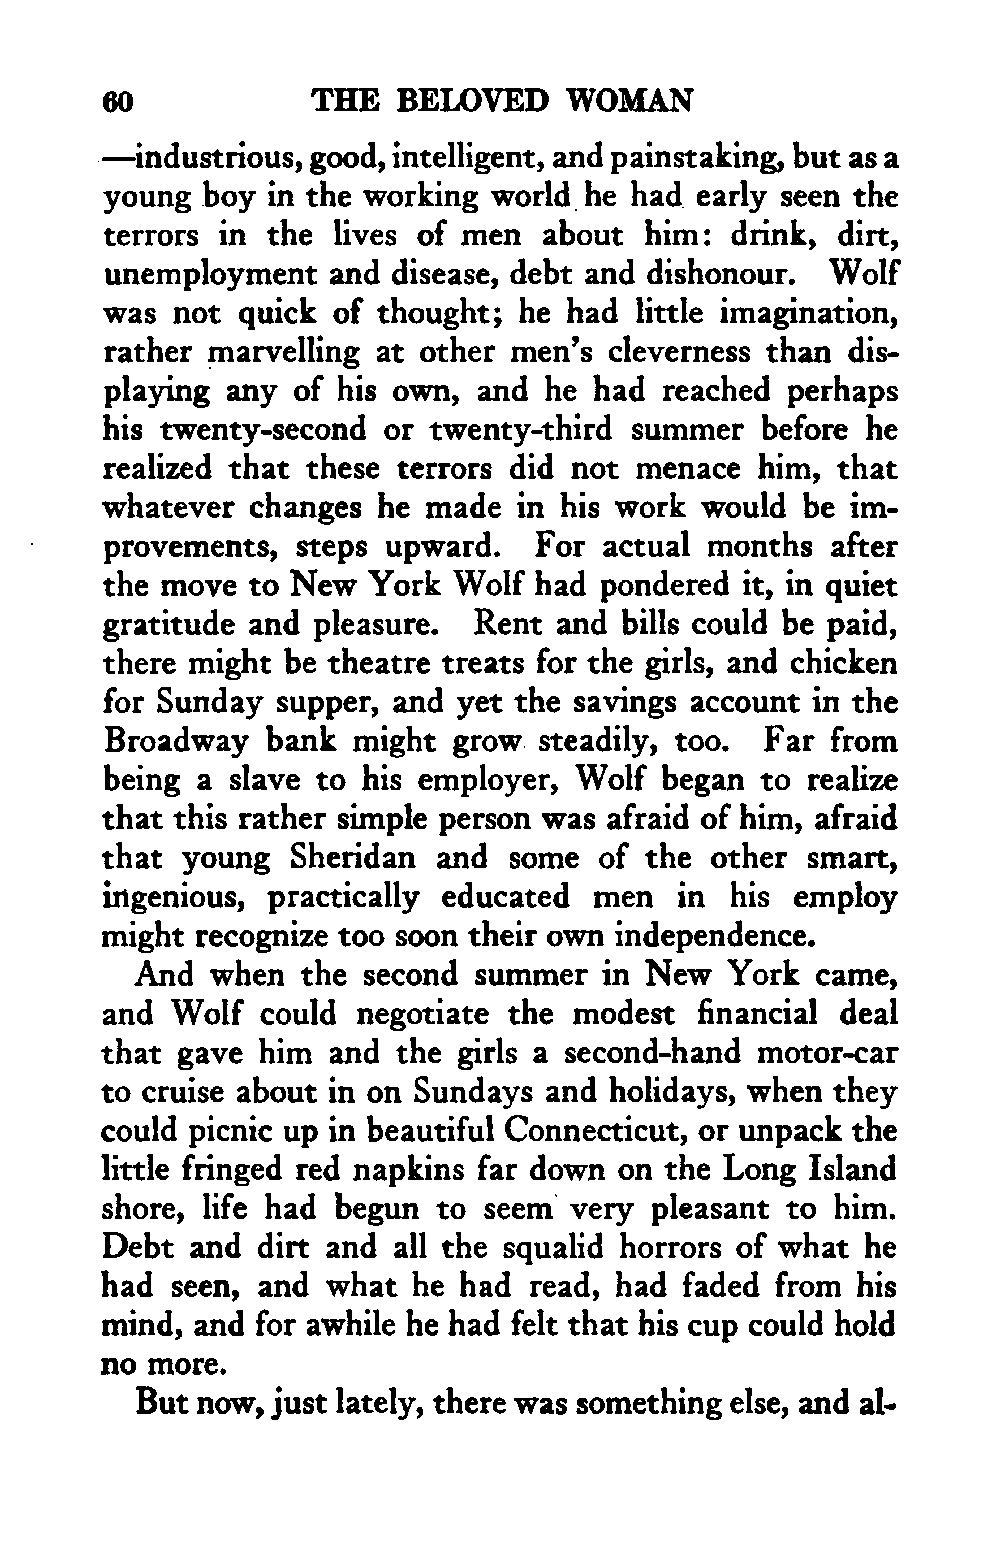 60 THE BELOVED WOMAN
—industrious, good, intelligent, and painstaking, but as a
young boy in the working world he had early seen the
terrors in the lives of men about him: drink, dirt,
unemployment and disease, debt and dishonour. Wolf
was not quick of thought; he had little imagination,
rather marvelling at other men's cleverness than dis-
playing any of his own, and he had reached perhaps
his twenty-second or twenty-third summer before he
realized that these terrors did not menace him, that
whatever changes he made in his work would be im-
provements, steps upward. For actual months after
the move to New York Wolf had pondered it, in quiet
gratitude and pleasure. Rent and bills could be paid,
there might be theatre treats for the girls, and chicken
for Sunday supper, and yet the savings account in the
Broadway bank might grow steadily, too. Far from
being a slave to his employer, Wolf began to realize
that this rather simple person was afraid of him, afraid
that young Sheridan and some of the other smart,
ingenious, practically educated men in his employ
might recognize too soon their own independence.
And when the second summer in New York came,
and Wolf could negotiate the modest financial deal
that gave him and the girls a second-hand motor-car
to cruise about in on Sundays and holidays, when they
could picnic up in beautiful Connecticut, or unpack the
little fringed red napkins far down on the Long Island
shore, life had begun to seem very pleasant to him.
Debt and dirt and all the squalid horrors of what he
had seen, and what he had read, had faded from his
mind, and for awhile he had felt that his cup could hold
no more.
But now, just lately, there was something else, and al-